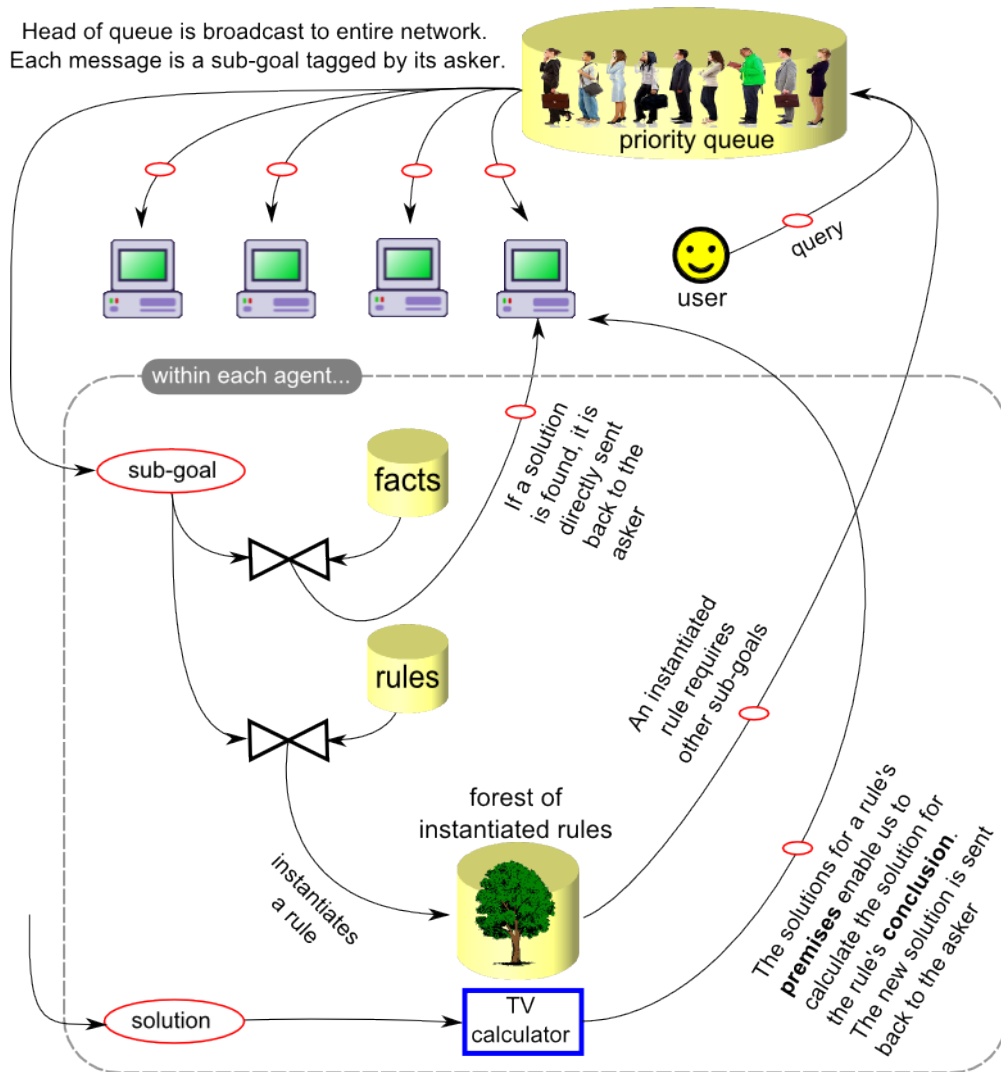 Head of queue is broadcast to entire network.
Each message is a sub-goal tagged by its asker.
priority queue
query
user
within each agent...
sub-goal
facts
If a solution
is found, it is
directly sent
back to the
asker
rules
An instantiated
rule requires
other sub-goals
forest of
instantiated rules
instantiates
a rule
The solutions for a rule's
premises enable us to
calculate the solution for
the rule's conclusion.
The new solution is sent
back to the asker
solution
TV
calculator